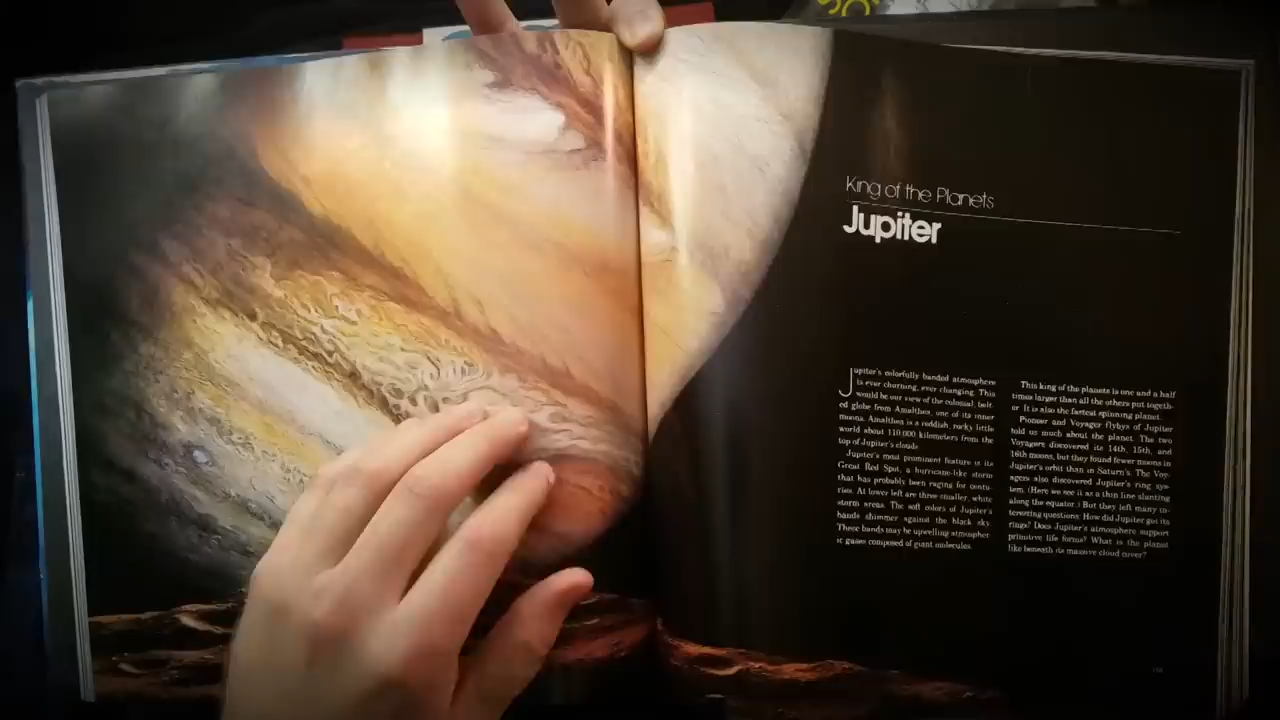 King of the Planets
Jupiter
Jupiter's colorfully banded atmosphere
is ever churning, ever changing. This
would be our view of the colossal, belt-
ed globe from Amalthea, one of its inner
moons. Amalthea is a reddish, rocky little
world about 110,000 kilometers from the
top of Jupiter's clouds.
Jupiter's most prominent feature is its
Great Red Spot, a hurricane-like storm
that has probably been raging for centu-
ries. At lower left are three smaller, white
storm areas. The soft colors of Jupiter's
bands shimmer against the black sky.
These bands may be upwelling atmospher-
ic gases composed of giant molecules.
This king of the planets is one and a half
times larger than all the others put togeth-
er. It is also the fastest spinning planet.
Pioneer and Voyager flybys of Jupiter
told us much about the planet. The two
Voyagers discovered its 14th, 15th, and
16th moons, but they found fewer moons in
Jupiter's orbit than in Saturn's. The Voy-
agers also discovered Jupiter's ring sys-
tem. (Here we see it as a thin line slanting
along the equator.) But they left many in-
teresting questions: How did Jupiter get its
rings? Does Jupiter's atmosphere support
primitive life forms? What is the planet
like beneath its massive cloud cover?